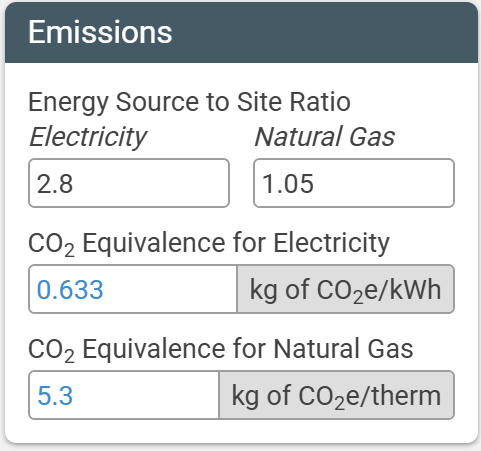 Emissions
Energy Source to Site Ratio
Electricity Natural Gas
2.8 1.05
CO₂ Equivalence for Electricity
0.633 kg of CO₂e/kWh
CO₂ Equivalence for Natural Gas
5.3 kg of CO₂e/therm